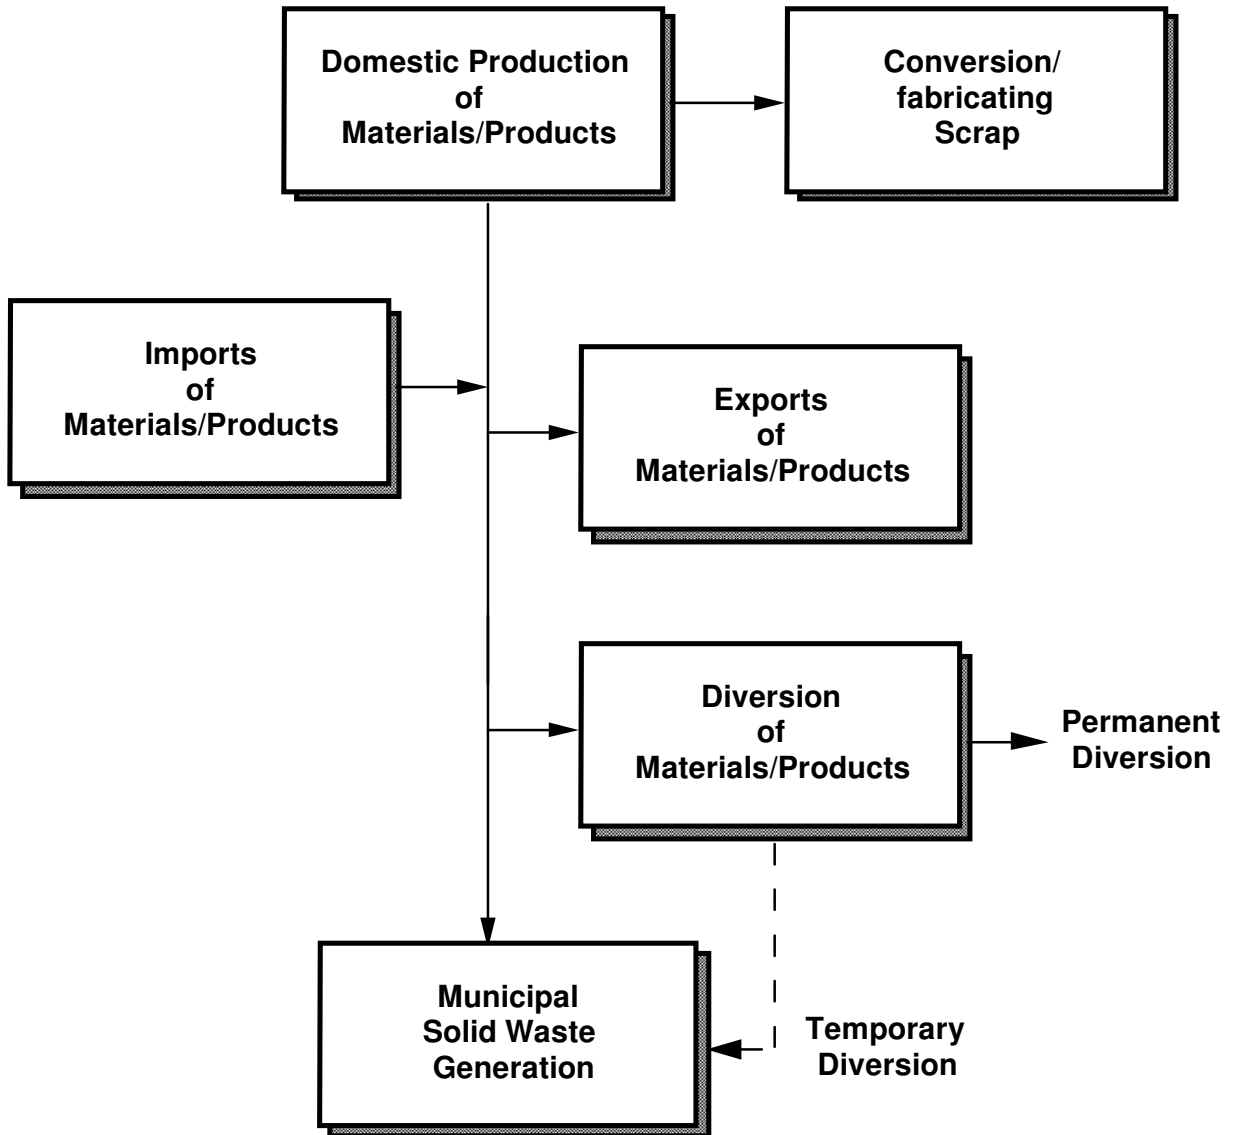 Domestic Production
of
Materials/Products
Conversion/
fabricating
Scrap
Imports
of
Materials/Products
Exports
of
Materials/Products
Diversion
of
Materials/Products
Permanent
Diversion
Municipal
Solid Waste
Generation
Temporary
Diversion